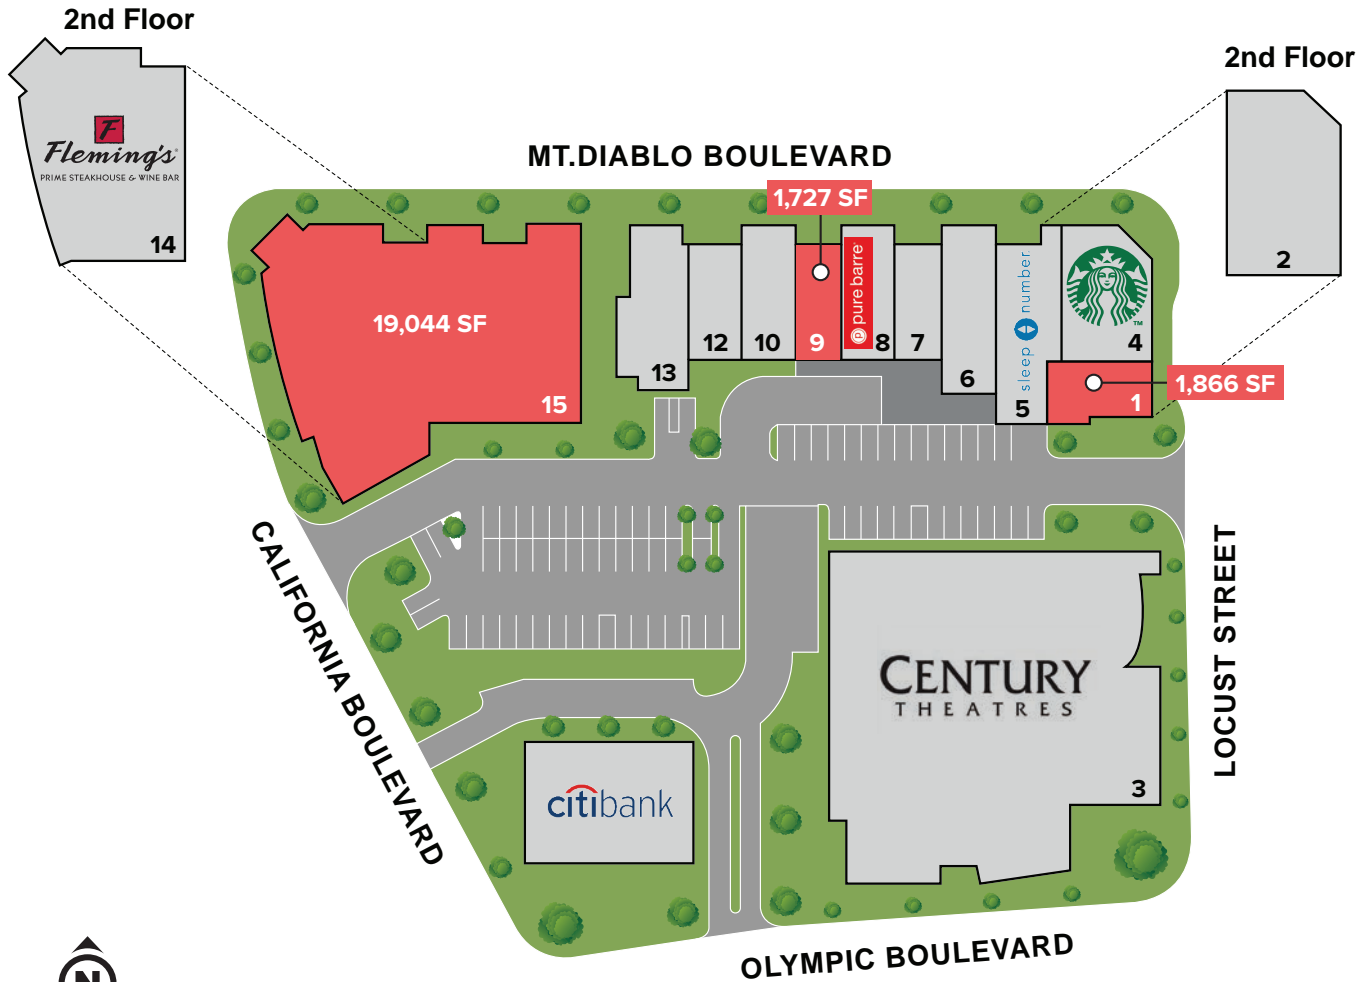 2nd Floor
2nd Floor
F
Fleming's
PRIME STEAKHOUSE & WINE BAR
14
2
MT.DIABLO BOULEVARD
1,727 SF
19,044 SF
15
13
12
10
9
p pure barre
8
7
6
sleep number
5
TM
4
1
1,866 SF
CALIFORNIA BOULEVARD
LOCUST STREET
CENTURY
THEATRES
3
citibank
OLYMPIC BOULEVARD
N